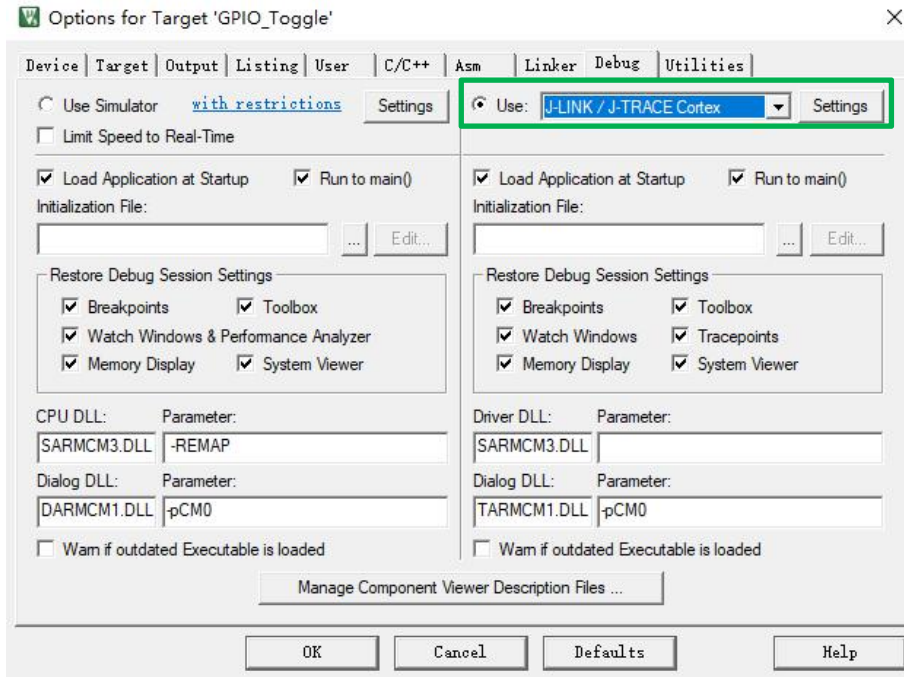 Options for Target 'GPIO_Toggle'
Device Target Output Listing User C/C++ Asm Linker Debug Utilities
Use Simulator with restrictions Settings
Limit Speed to Real-Time
Use: J-LINK / J-TRACE Cortex Settings
Load Application at Startup Run to main()
Initialization File:
... Edit...
Restore Debug Session Settings
Breakpoints Toolbox
Watch Windows & Performance Analyzer
Memory Display System Viewer
CPU DLL: Parameter:
SARMCM3.DLL -REMAP
Dialog DLL: Parameter:
DARMCM1.DLL -pCM0
Warn if outdated Executable is loaded
Load Application at Startup Run to main()
Initialization File:
... Edit...
Restore Debug Session Settings
Breakpoints Toolbox
Watch Windows Tracepoints
Memory Display System Viewer
Driver DLL: Parameter:
SARMCM3.DLL
Dialog DLL: Parameter:
TARMCM1.DLL -pCM0
Warn if outdated Executable is loaded
Manage Component Viewer Description Files ...
OK Cancel Defaults Help